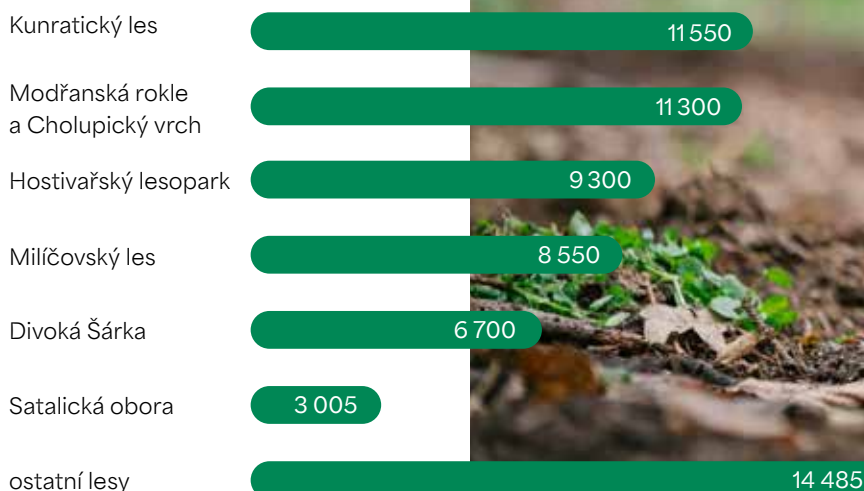 Kunratický les 11 550
Modřanská rokle
a Cholupický vrch 11 300
Hostivařský lesopark 9 300
Milíčovský les 8 550
Divoká Šárka 6 700
Satalická obora 3 005
ostatní lesy 14 485